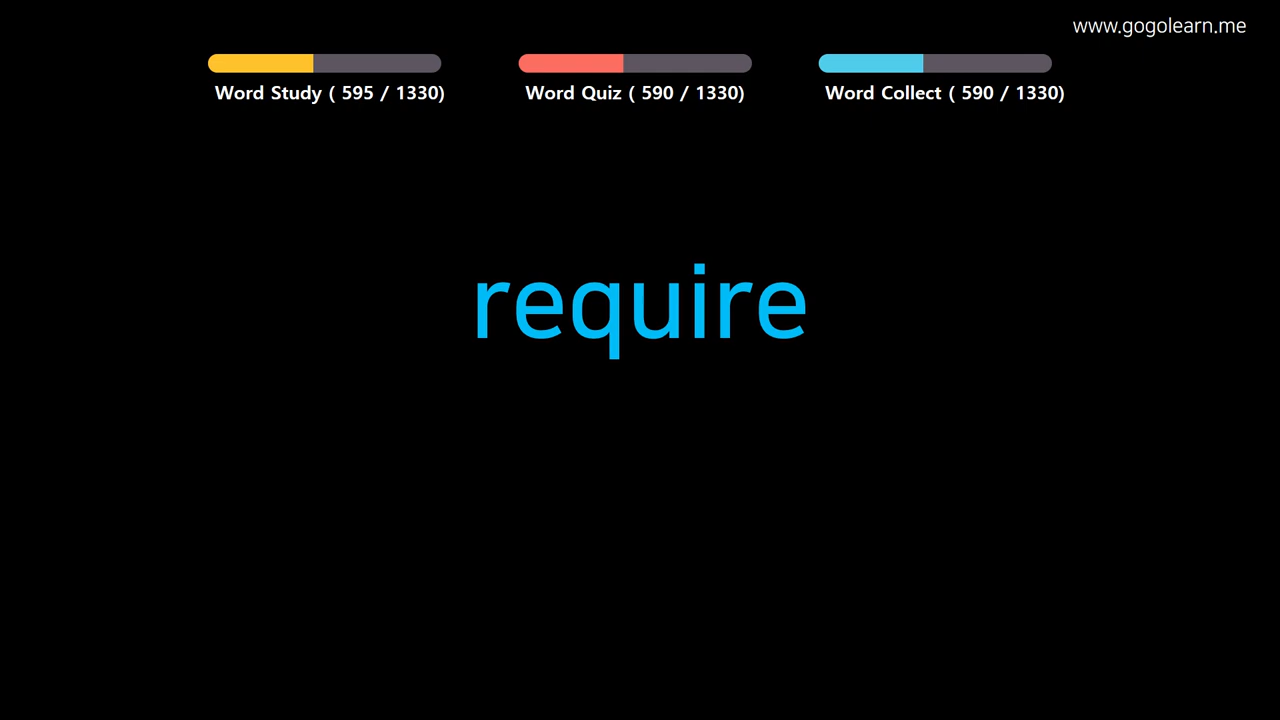 www.gogolearn.me
Word Study ( 595 / 1330)
Word Quiz ( 590 / 1330)
Word Collect ( 590 / 1330)
require